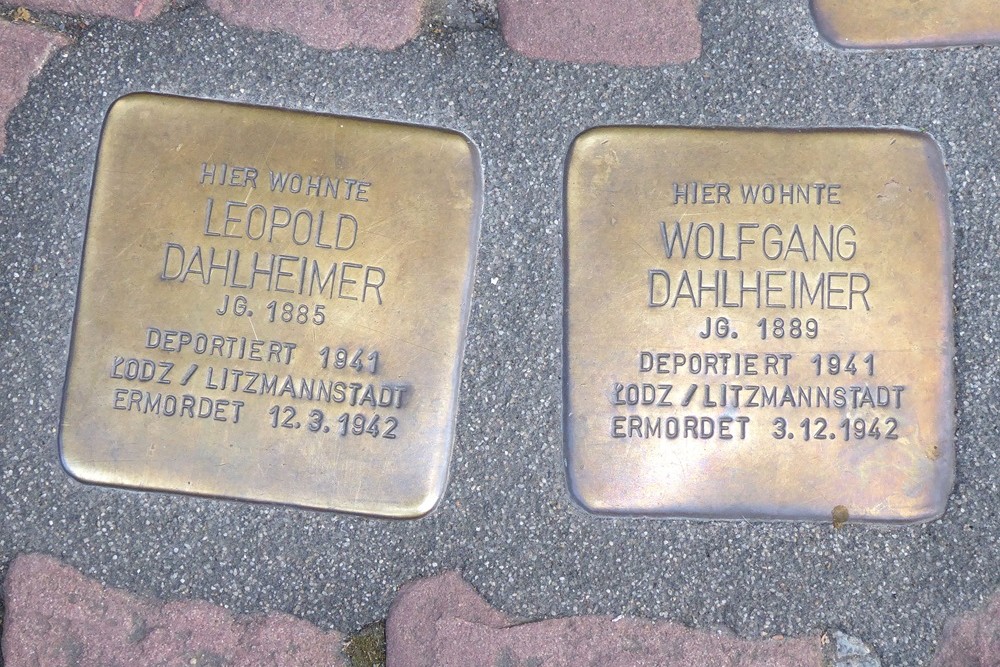 HIER WOHNTE
LEOPOLD
DAHLHEIMER
JG. 1885
DEPORTIERT 1941
ŁODZ / LITZMANNSTADT
ERMORDET 12.3.1942
HIER WOHNTE
WOLFGANG
DAHLHEIMER
JG. 1889
DEPORTIERT 1941
ŁODZ / LITZMANNSTADT
ERMORDET 3.12.1942